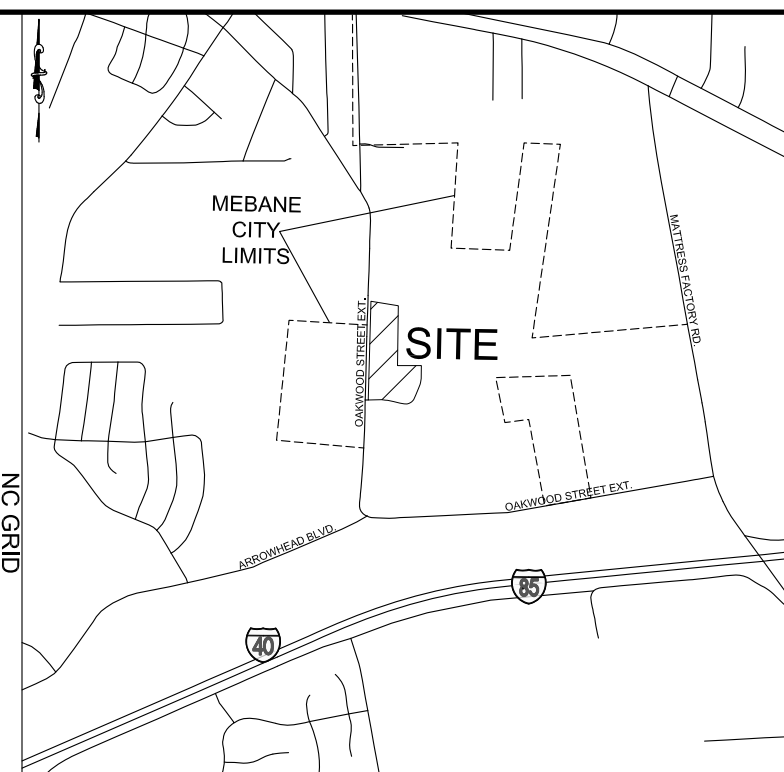 MEBANE
CITY
LIMITS
MATTRESS FACTORY RD.
OAKWOOD STREET EXT.
SITE
NC GRID
OAKWOOD STREET EXT.
ARROWHEAD BLVD.
85
40